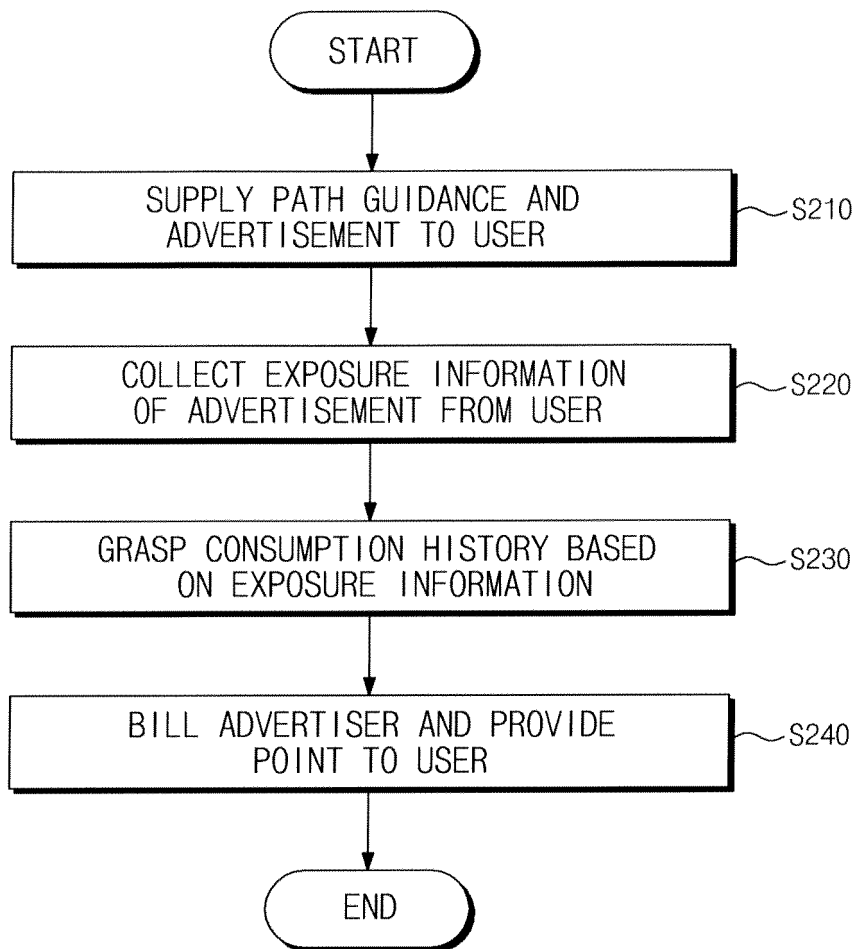 START
SUPPLY PATH GUIDANCE AND
ADVERTISEMENT TO USER
S210
COLLECT EXPOSURE INFORMATION
OF ADVERTISEMENT FROM USER
S220
GRASP CONSUMPTION HISTORY BASED
ON EXPOSURE INFORMATION
S230
BILL ADVERTISER AND PROVIDE
POINT TO USER
S240
END